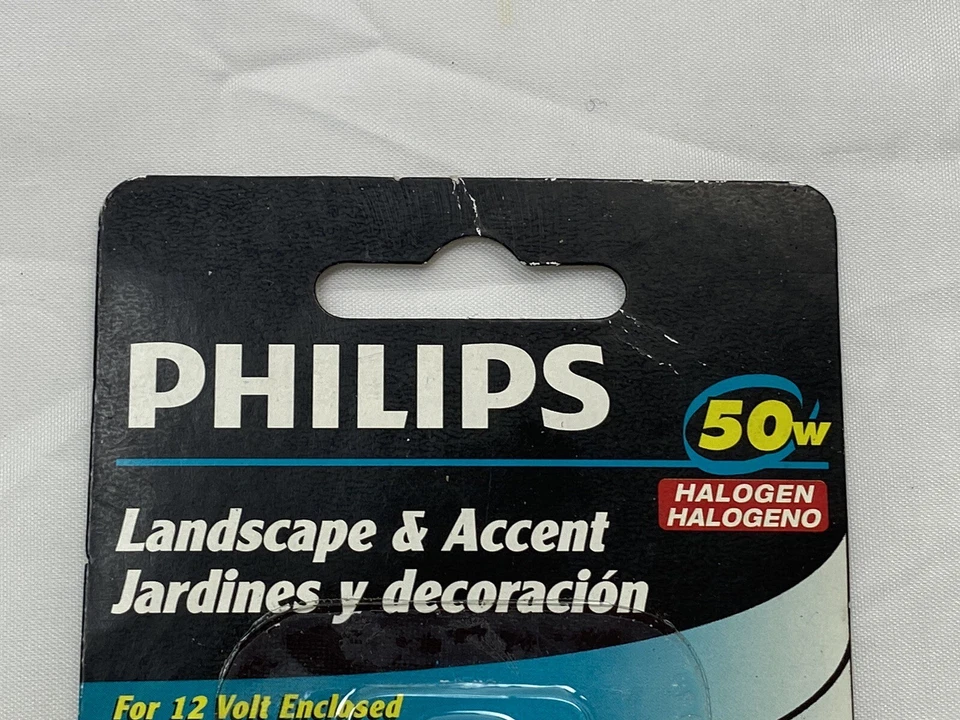 PHILIPS
50w
HALOGEN
HALOGENO
Landscape & Accent
Jardines y decoración
For 12 Volt Enclosed